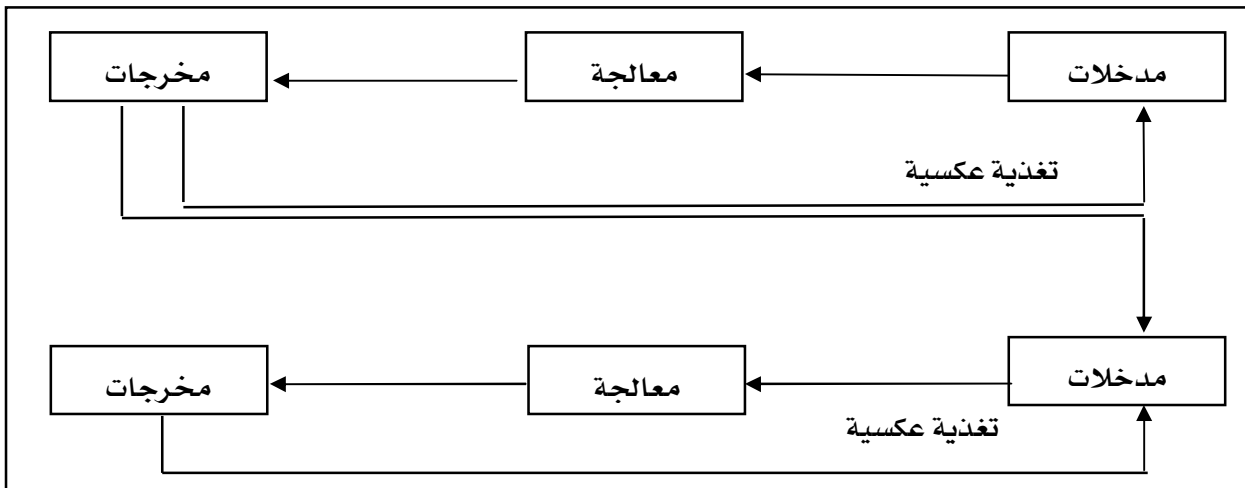 مدخلات
معالجة
مخرجات
تغذية عكسية
مدخلات
معالجة
مخرجات
تغذية عكسية